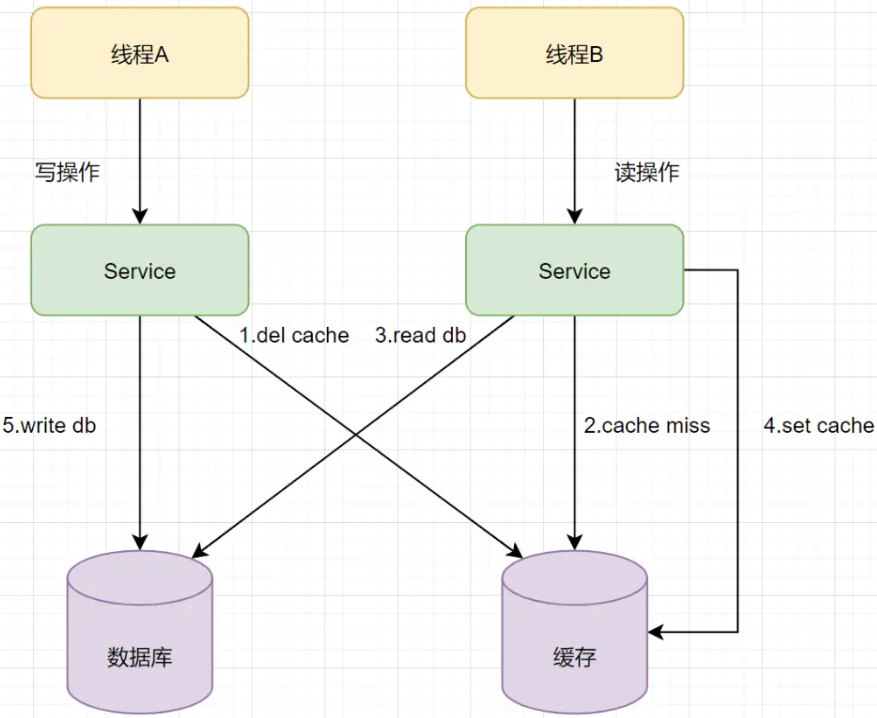 线程A
线程B
写操作
读操作
Service
Service
1.del cache
3.read db
5.write db
2.cache miss
4.set cache
数据库
缓存